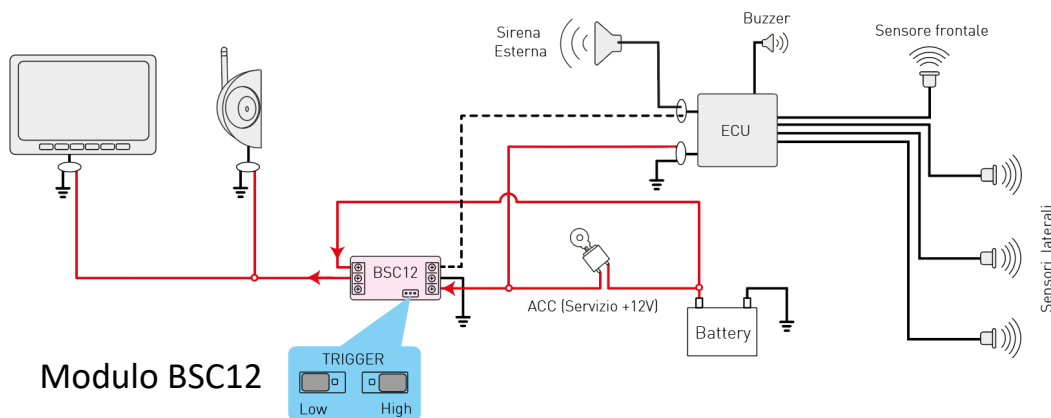 Sirena
Esterna
Buzzer
Sensore frontale
ECU
BSC12
ACC (Servizio +12V)
Battery
Sensori laterali
TRIGGER
Low
High
Modulo BSC12